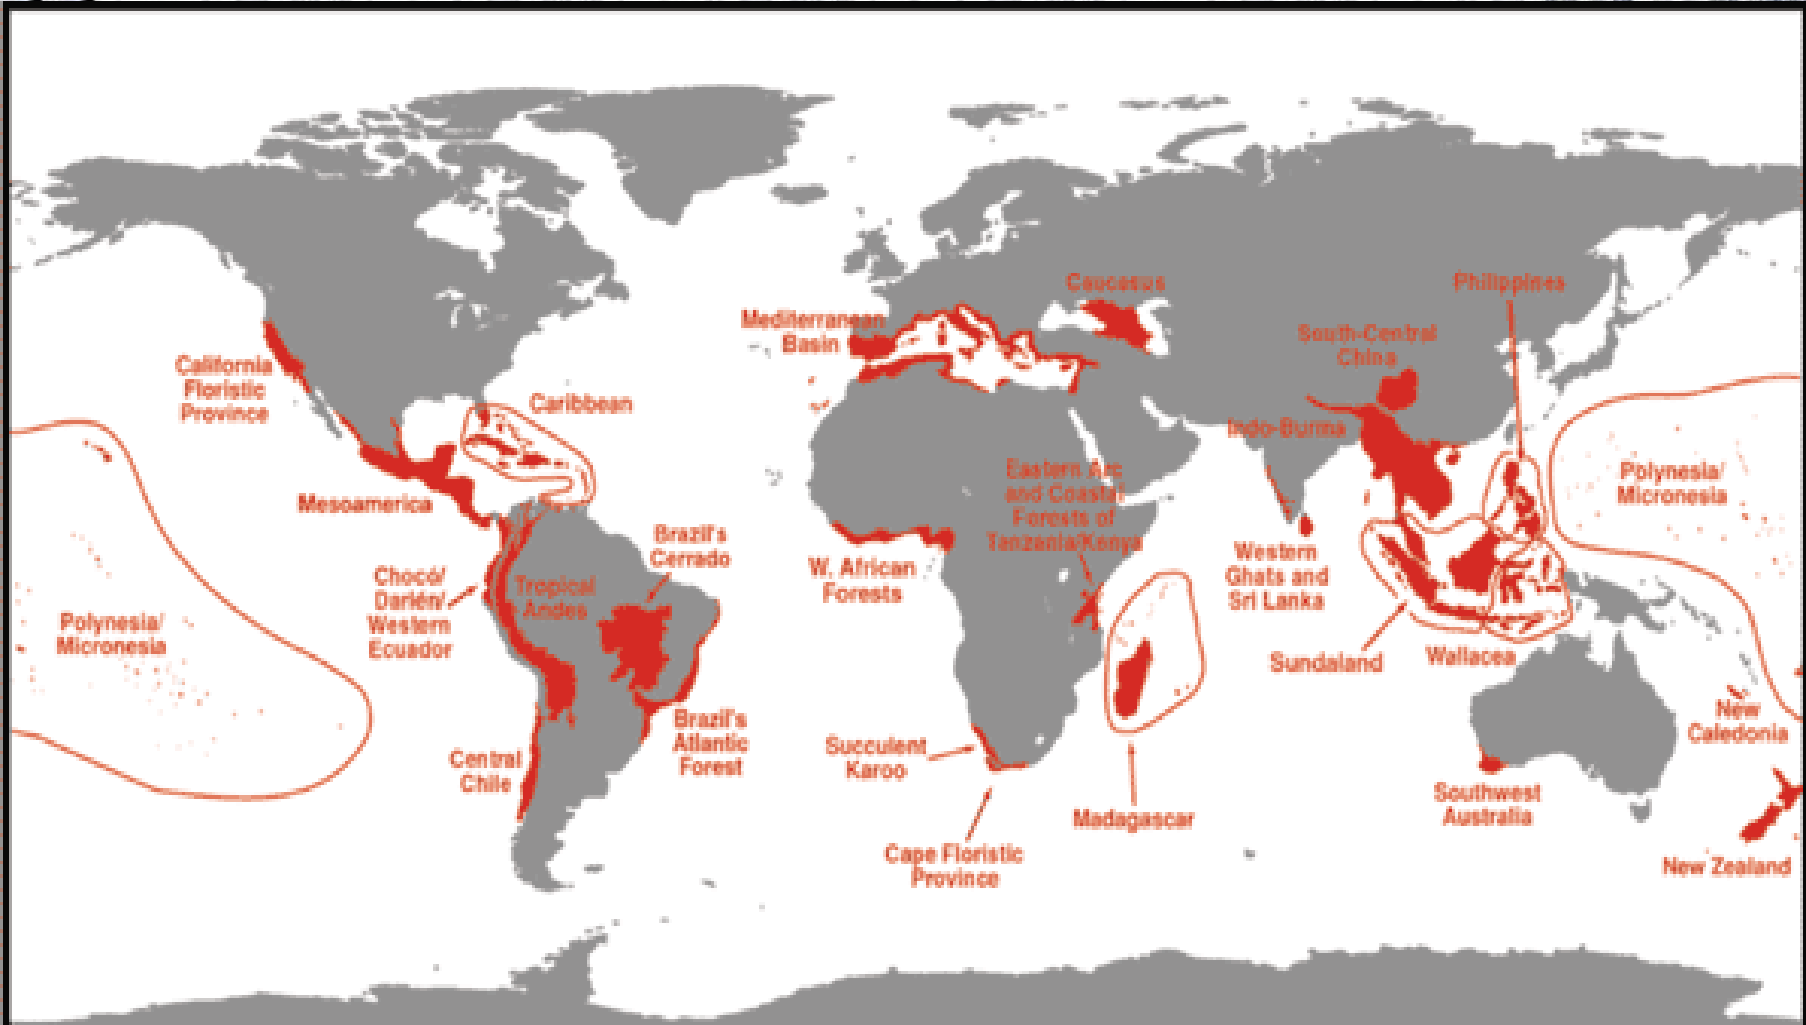 Caucasus
Philippines
Mediterranean
Basin
South-Central
China
California
Floristic
Province
Caribbean
Indo-Burma
Eastern Arc
and Coastal
Forests of
Tanzania/Kenya
Polynesia/
Micronesia
Mesoamerica
Brazil's
Cerrado
W. African
Forests
Western
Ghats and
Sri Lanka
Chocó/
Darién/
Western
Ecuador
Tropical
Andes
Polynesia/
Micronesia
Sundaland
Wallacea
New
Caledonia
Brazil's
Atlantic
Forest
Central
Chile
Succulent
Karoo
Madagascar
Southwest
Australia
Cape Floristic
Province
New Zealand